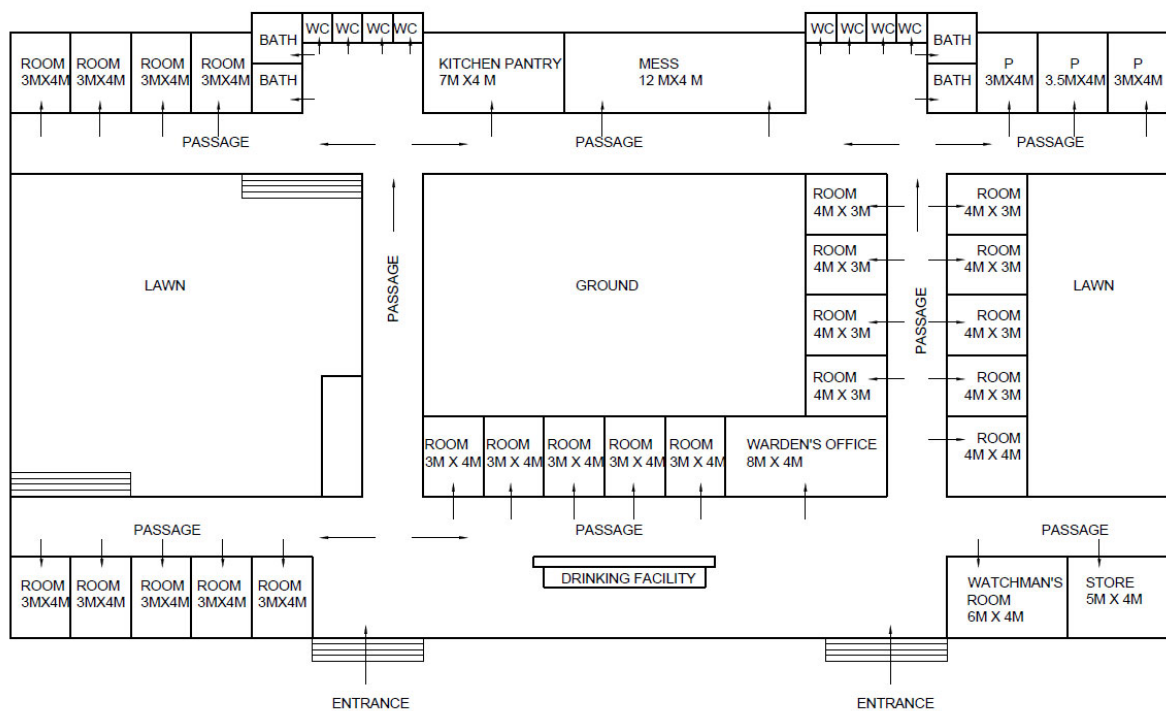 WC WC WC WC
WC WC WC WC
BATH
BATH
ROOM
3MX4M
ROOM
3MX4M
ROOM
3MX4M
ROOM
3MX4M
BATH
KITCHEN PANTRY
7M X4 M
MESS
12 MX4 M
BATH
P
3MX4M
P
3.5MX4M
P
3MX4M
PASSAGE
PASSAGE
PASSAGE
ROOM
4M X 3M
ROOM
4M X 3M
ROOM
4M X 3M
ROOM
4M X 3M
LAWN
PASSAGE
GROUND
LAWN
ROOM
4M X 3M
ROOM
4M X 3M
PASSAGE
ROOM
4M X 3M
ROOM
4M X 3M
ROOM
3M X 4M
ROOM
3M X 4M
ROOM
3M X 4M
ROOM
3M X 4M
ROOM
3M X 4M
WARDEN'S OFFICE
8M X 4M
ROOM
4M X 4M
PASSAGE
PASSAGE
PASSAGE
ROOM
3MX4M
ROOM
3MX4M
ROOM
3MX4M
ROOM
3MX4M
ROOM
3MX4M
DRINKING FACILITY
WATCHMAN'S
ROOM
6M X 4M
STORE
5M X 4M
ENTRANCE
ENTRANCE